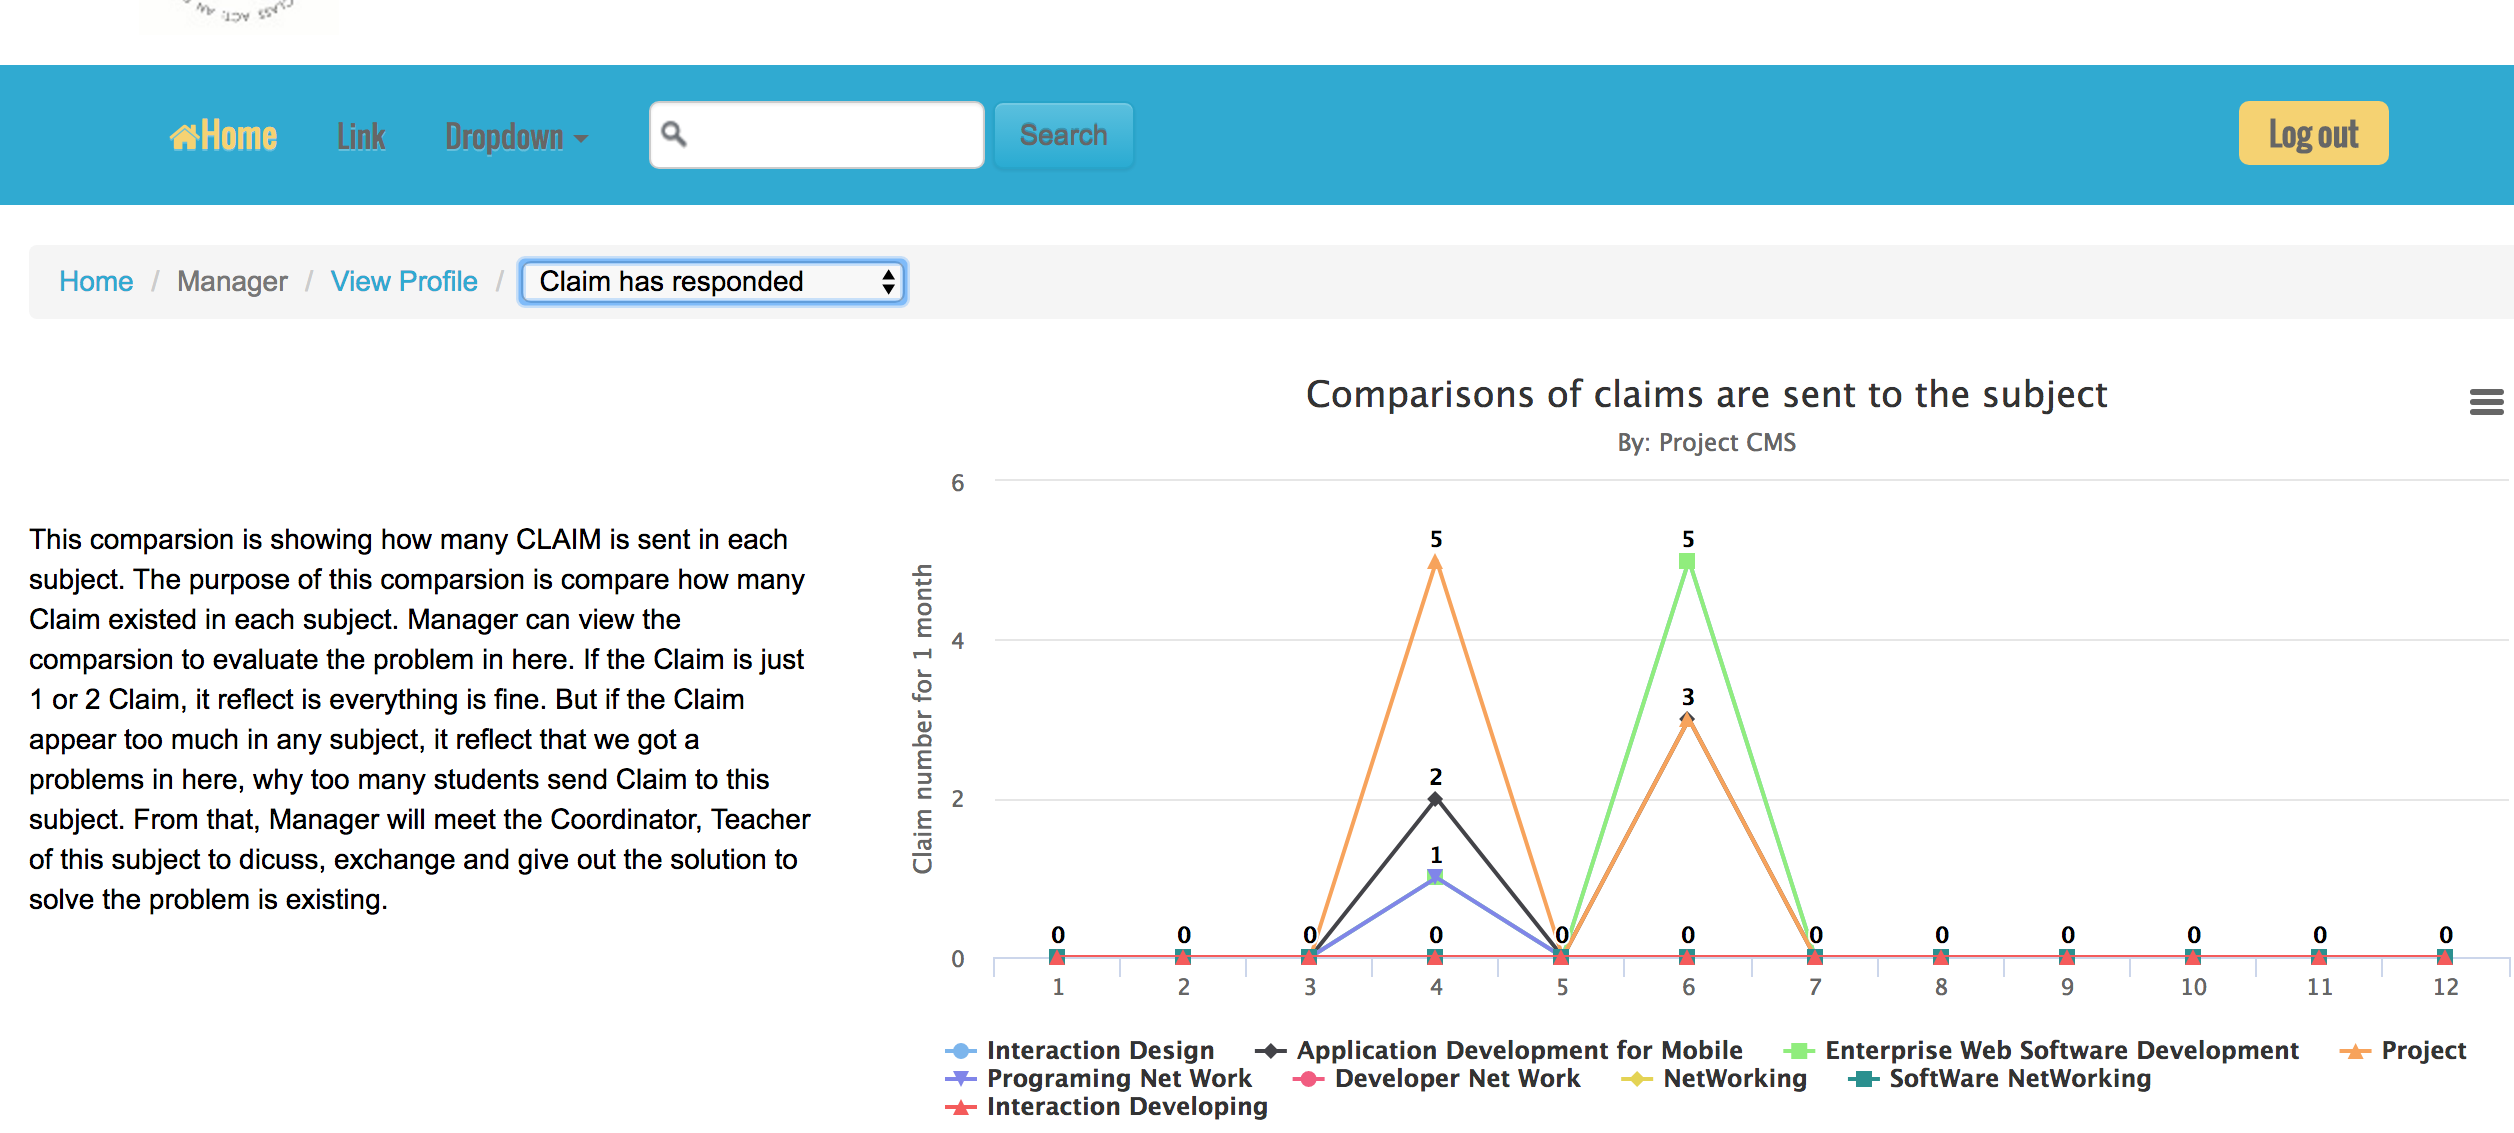 CLASS ACT: AN
Home Link Dropdown Search Log out
Home / Manager / View Profile / Claim has responded
Comparisons of claims are sent to the subject
By: Project CMS
This comparsion is showing how many CLAIM is sent in each
subject. The purpose of this comparsion is compare how many
Claim existed in each subject. Manager can view the
comparsion to evaluate the problem in here. If the Claim is just
1 or 2 Claim, it reflect is everything is fine. But if the Claim
appear too much in any subject, it reflect that we got a
problems in here, why too many students send Claim to this
subject. From that, Manager will meet the Coordinator, Teacher
of this subject to dicuss, exchange and give out the solution to
solve the problem is existing.
Claim number for 1 month
6
4
2
0
5 5
3
2
1
0 0 0 0 0 0 0 0 0 0 0 0
1 2 3 4 5 6 7 8 9 10 11 12
Interaction Design Application Development for Mobile Enterprise Web Software Development Project
Programing Net Work Developer Net Work NetWorking SoftWare NetWorking
Interaction Developing